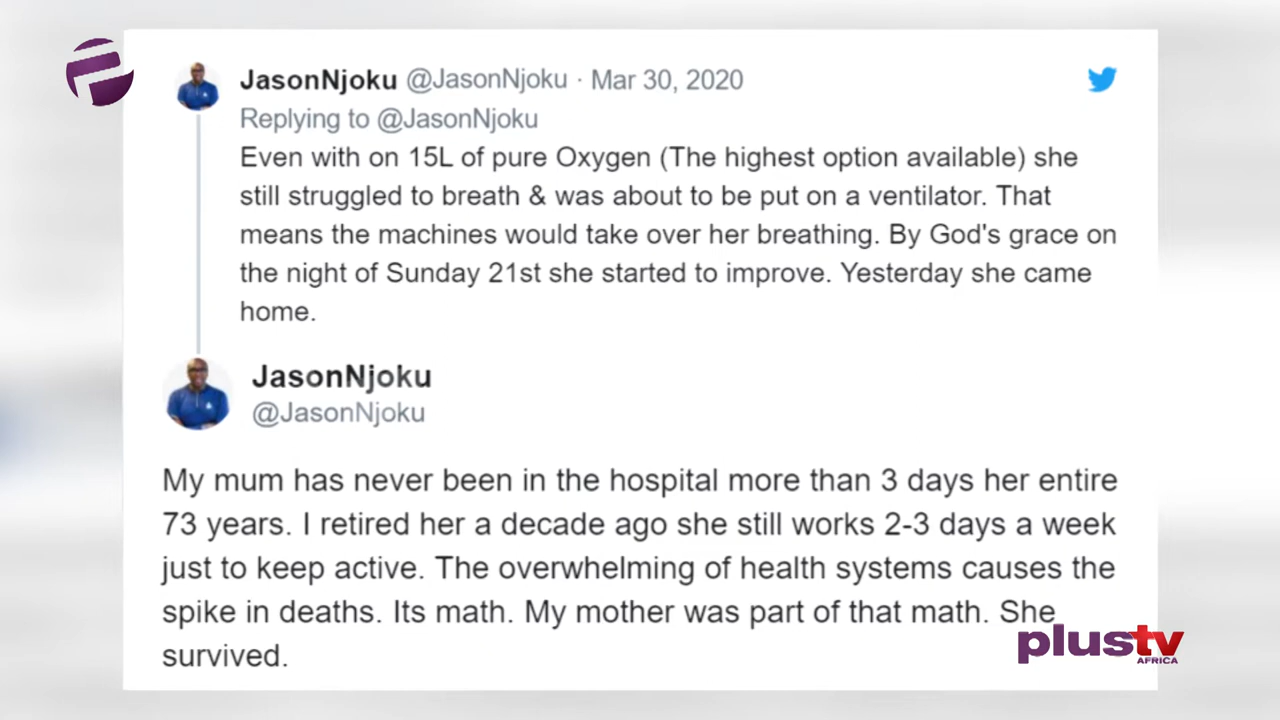 JasonNjoku @JasonNjoku · Mar 30, 2020
Replying to @JasonNjoku
Even with on 15L of pure Oxygen (The highest option available) she
still struggled to breath & was about to be put on a ventilator. That
means the machines would take over her breathing. By God's grace on
the night of Sunday 21st she started to improve. Yesterday she came
home.
JasonNjoku
@JasonNjoku
My mum has never been in the hospital more than 3 days her entire
73 years. I retired her a decade ago she still works 2-3 days a week
just to keep active. The overwhelming of health systems causes the
spike in deaths. Its math. My mother was part of that math. She
survived.
plustv
AFRICA